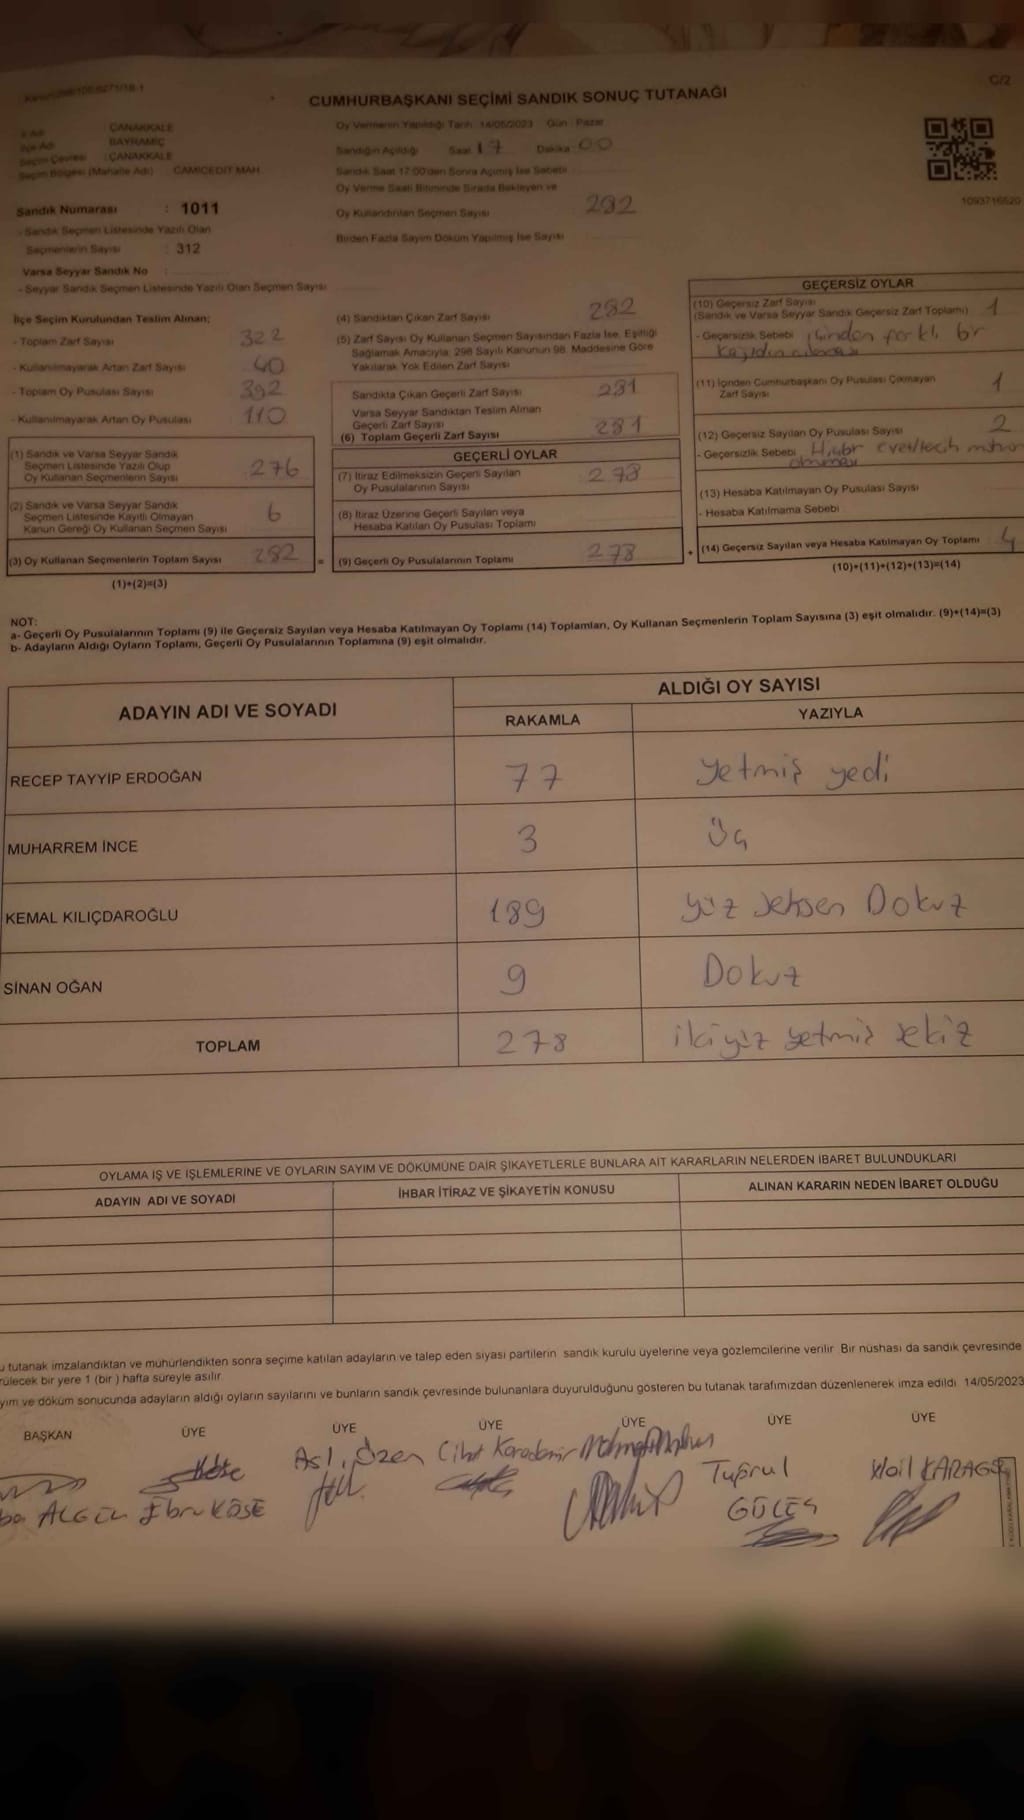 C/2
CUMHURBAŞKANI SEÇİMİ SANDIK SONUÇ TUTANAĞI
İli Adı ÇANAKKALE
İlçe Adı BAYRAMİÇ
Seçim Çevresi : ÇANAKKALE
Seçim Bölgesi (Mahalle Adı) : CAMİCEDİT MAH.
Sandık Numarası : 1011
- Sandık Seçmen Listesinde Yazılı Olan
Seçmenlerin Sayısı : 312
Varsa Seyyar Sandık No :
- Seyyar Sandık Seçmen Listesinde Yazılı Olan Seçmen Sayısı
Oy Vermenin Yapıldığı Tarih : 14/05/2023 Gün : Pazar
Sandığın Açıldığı Saat 17 Dakika 00
Sandık Saat 17:00'den Sonra Açılmış İse Sebebi
Oy Verme Saati Bitiminde Sırada Bekleyen ve
Oy Kullandırılan Seçmen Sayısı 282
Birden Fazla Sayım Döküm Yapılmış İse Sayısı
1093716520
İlçe Seçim Kurulundan Teslim Alınan;
- Toplam Zarf Sayısı 322
- Kullanılmayarak Artan Zarf Sayısı 40
- Toplam Oy Pusulası Sayısı 392
- Kullanılmayarak Artan Oy Pusulası 110
(1) Sandık ve Varsa Seyyar Sandık
Seçmen Listesinde Yazılı Olup
Oy Kullanan Seçmenlerin Sayısı 276
(2) Sandık ve Varsa Seyyar Sandık
Seçmen Listesinde Kayıtlı Olmayan
Kanun Gereği Oy Kullanan Seçmen Sayısı 6
(3) Oy Kullanan Seçmenlerin Toplam Sayısı 282 =
(1)+(2)=(3)
(4) Sandıktan Çıkan Zarf Sayısı 282
(5) Zarf Sayısı Oy Kullanan Seçmen Sayısından Fazla İse, Eşitliği
Sağlamak Amacıyla; 298 Sayılı Kanunun 98. Maddesine Göre
Yakılarak Yok Edilen Zarf Sayısı
Sandıkta Çıkan Geçerli Zarf Sayısı 281
Varsa Seyyar Sandıktan Teslim Alınan
Geçerli Zarf Sayısı
(6) Toplam Geçerli Zarf Sayısı 281
GEÇERLİ OYLAR
(7) İtiraz Edilmeksizin Geçerli Sayılan
Oy Pusulalarının Sayısı 278
(8) İtiraz Üzerine Geçerli Sayılan veya
Hesaba Katılan Oy Pusulası Toplamı
(9) Geçerli Oy Pusulalarının Toplamı 278 +
GEÇERSİZ OYLAR
(10) Geçersiz Zarf Sayısı
(Sandık ve Varsa Seyyar Sandık Geçersiz Zarf Toplamı) 1
- Geçersizlik Sebebi içinden farklı bir
(11) İçinden Cumhurbaşkanı Oy Pusulası Çıkmayan
Zarf Sayısı 1
(12) Geçersiz Sayılan Oy Pusulası Sayısı 2
- Geçersizlik Sebebi
(13) Hesaba Katılmayan Oy Pusulası Sayısı
- Hesaba Katılmama Sebebi
(14) Geçersiz Sayılan veya Hesaba Katılmayan Oy Toplamı 4
(10)+(11)+(12)+(13)=(14)
NOT:
a- Geçerli Oy Pusulalarının Toplamı (9) ile Geçersiz Sayılan veya Hesaba Katılmayan Oy Toplamı (14) Toplamları, Oy Kullanan Seçmenlerin Toplam Sayısına (3) eşit olmalıdır. (9)+(14)=(3)
b- Adayların Aldığı Oyların Toplamı, Geçerli Oy Pusulalarının Toplamına (9) eşit olmalıdır.
ADAYIN ADI VE SOYADI
ALDIĞI OY SAYISI
RAKAMLA YAZIYLA
RECEP TAYYİP ERDOĞAN 77 yetmiş yedi
MUHARREM İNCE 3 üç
KEMAL KILIÇDAROĞLU 189 yüz seksen Dokuz
SİNAN OĞAN 9 Dokuz
TOPLAM 278 ikiyüz yetmiş sekiz
OYLAMA İŞ VE İŞLEMLERİNE VE OYLARIN SAYIM VE DÖKÜMÜNE DAİR ŞİKAYETLERLE BUNLARA AİT KARARLARIN NELERDEN İBARET BULUNDUKLARI
ADAYIN ADI VE SOYADI İHBAR İTİRAZ VE ŞİKAYETİN KONUSU ALINAN KARARIN NEDEN İBARET OLDUĞU
u tutanak imzalandıktan ve mühürlendikten sonra seçime katılan adayların ve talep eden siyasi partilerin sandık kurulu üyelerine veya gözlemcilerine verilir. Bir nüshası da sandık çevresinde
rülecek bir yere 1 (bir) hafta süreyle asılır.
yım ve döküm sonucunda adayların aldığı oyların sayılarını ve bunların sandık çevresinde bulunanlara duyurulduğunu gösteren bu tutanak tarafımızdan düzenlenerek imza edildi. 14/05/2023
BAŞKAN ÜYE ÜYE ÜYE ÜYE ÜYE ÜYE
Ebru KÖSE
Aslı Özen
Cihat Karademir
Tuğrul
GÜLEŞ